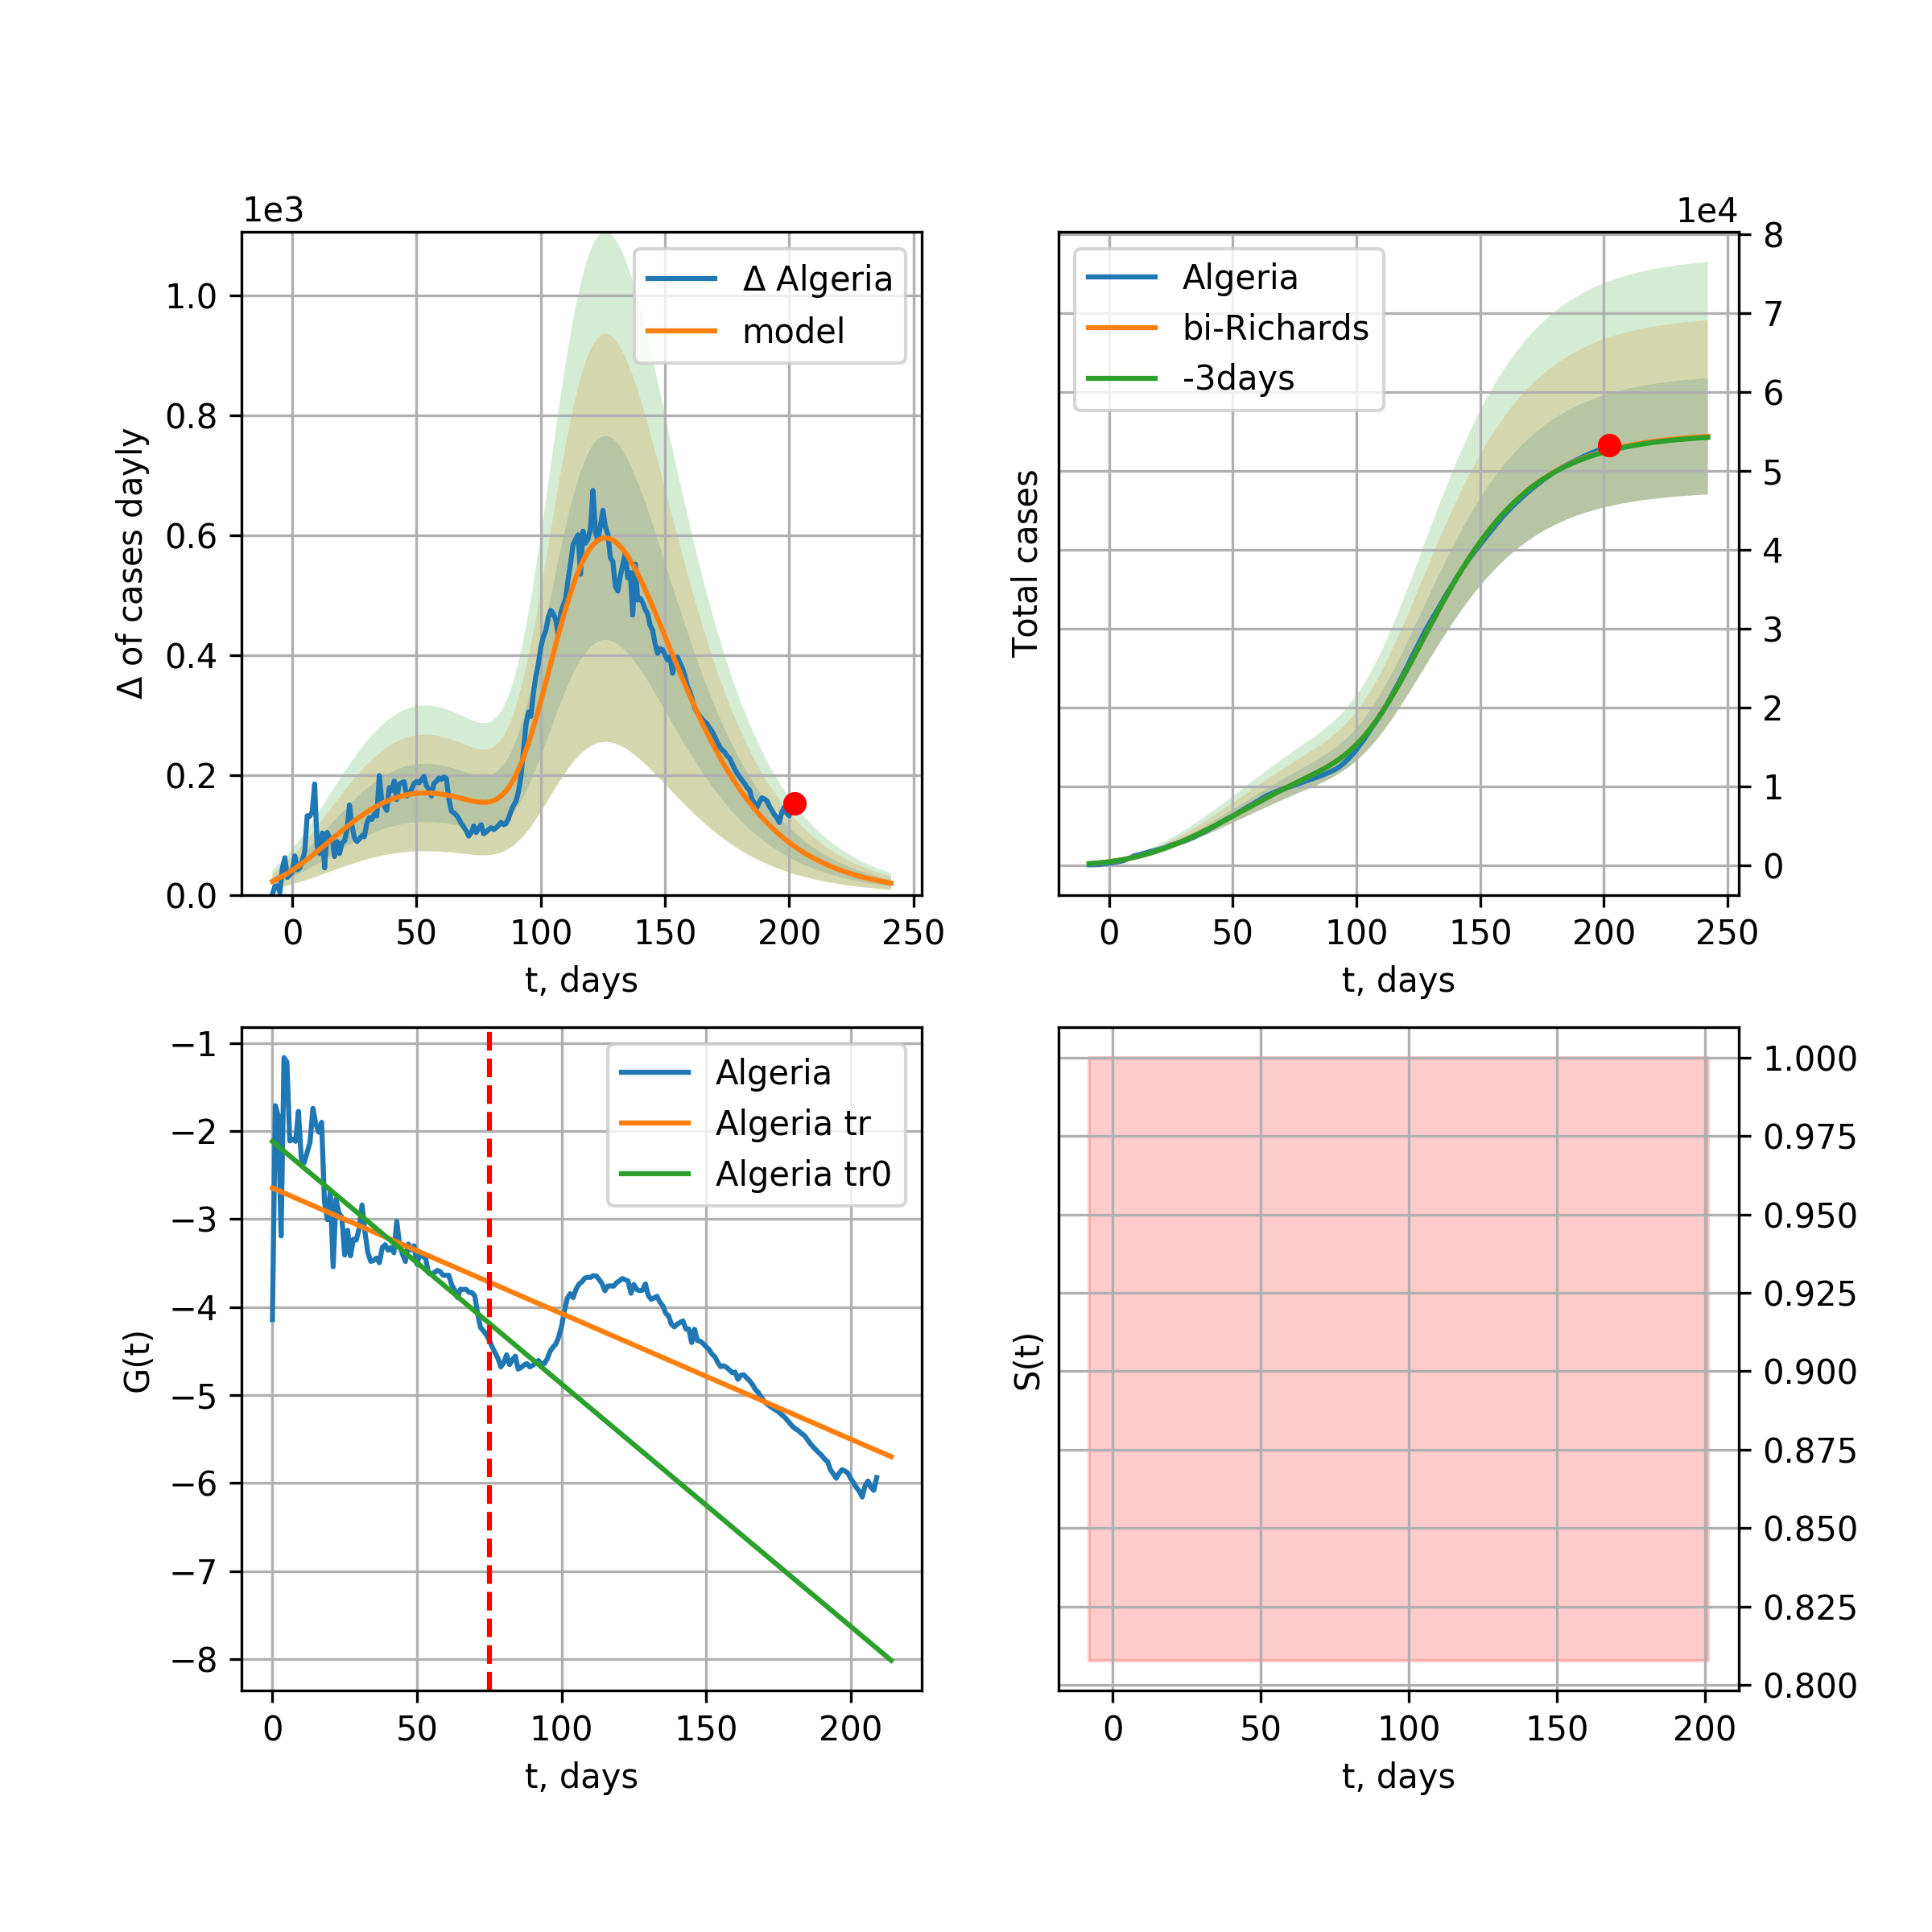 1e3
Δ of cases dayly
1.0
0.8
0.6
0.4
0.2
0.0
0 50 100 150 200 250
t, days
Δ Algeria
model
1e4
Total cases
8
7
6
5
4
3
2
1
0
0 50 100 150 200 250
t, days
Algeria
bi-Richards
-3days
G(t)
−1
−2
−3
−4
−5
−6
−7
−8
0 50 100 150 200
t, days
Algeria
Algeria tr
Algeria tr0
S(t)
1.000
0.975
0.950
0.925
0.900
0.875
0.850
0.825
0.800
0 50 100 150 200
t, days